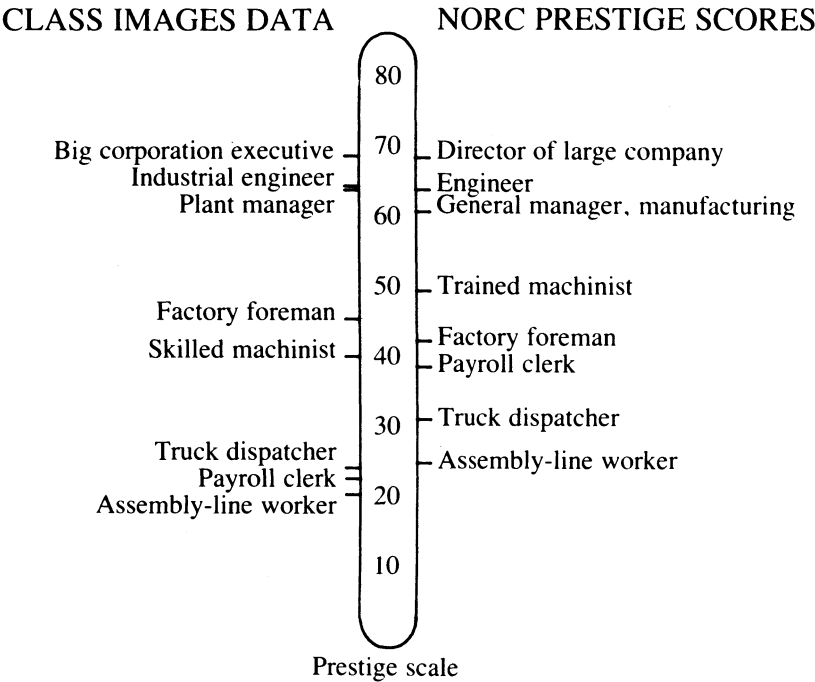 CLASS IMAGES DATA
NORC PRESTIGE SCORES
80
70
60
50
40
30
20
10
Big corporation executive
Industrial engineer
Plant manager
Factory foreman
Skilled machinist
Truck dispatcher
Payroll clerk
Assembly-line worker
Director of large company
Engineer
General manager, manufacturing
Trained machinist
Factory foreman
Payroll clerk
Truck dispatcher
Assembly-line worker
Prestige scale